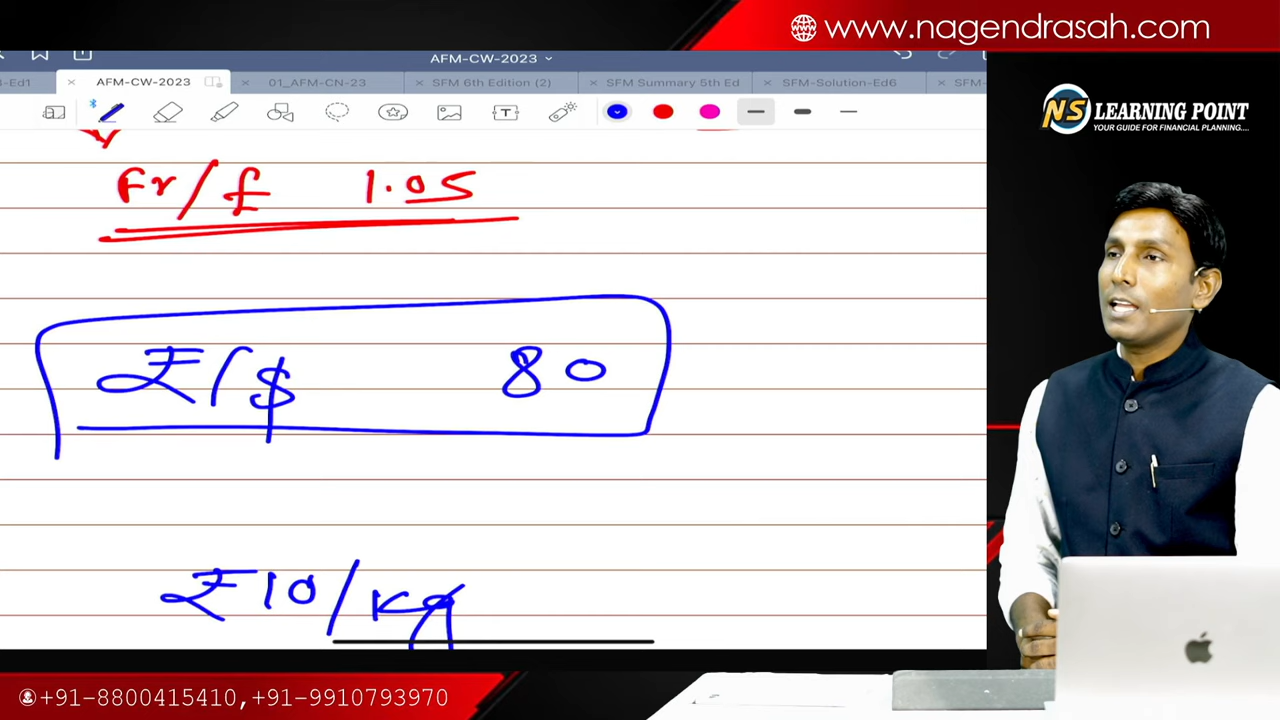 www.nagendrasah.com
AFM-CW-2023
-Ed1
AFM-CW-2023
01_AFM-CN-23
SFM 6th Edition (2)
SFM Summary 5th Ed
SFM-Solution-Ed6
SFM-
T
NS LEARNING POINT
YOUR GUIDE FOR FINANCIAL PLANNING....
Fr/£ 1.05
₹/$ 80
₹10/kg
+91-8800415410,+91-9910793970